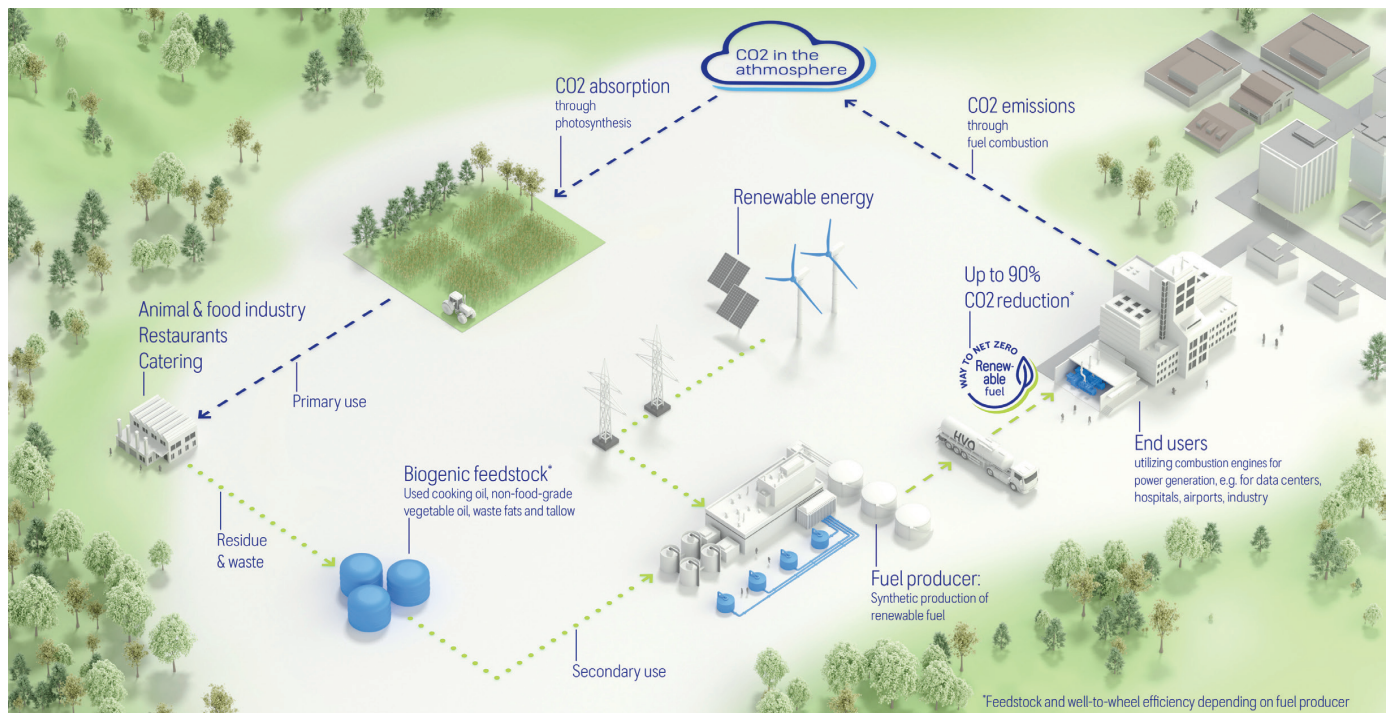 CO2 in the
athmosphere
CO2 absorption
through
photosynthesis
CO2 emissions
through
fuel combustion
Renewable energy
Up to 90%
CO2 reduction*
WAY TO NET ZERO
Renew-
able
fuel
Animal & food industry
Restaurants
Catering
Primary use
HVO
End users
utilizing combustion engines for
power generation, e.g. for data centers,
hospitals, airports, industry
Biogenic feedstock*
Used cooking oil, non-food-grade
vegetable oil, waste fats and tallow
Residue
& waste
Fuel producer:
Synthetic production of
renewable fuel
Secondary use
*Feedstock and well-to-wheel efficiency depending on fuel producer